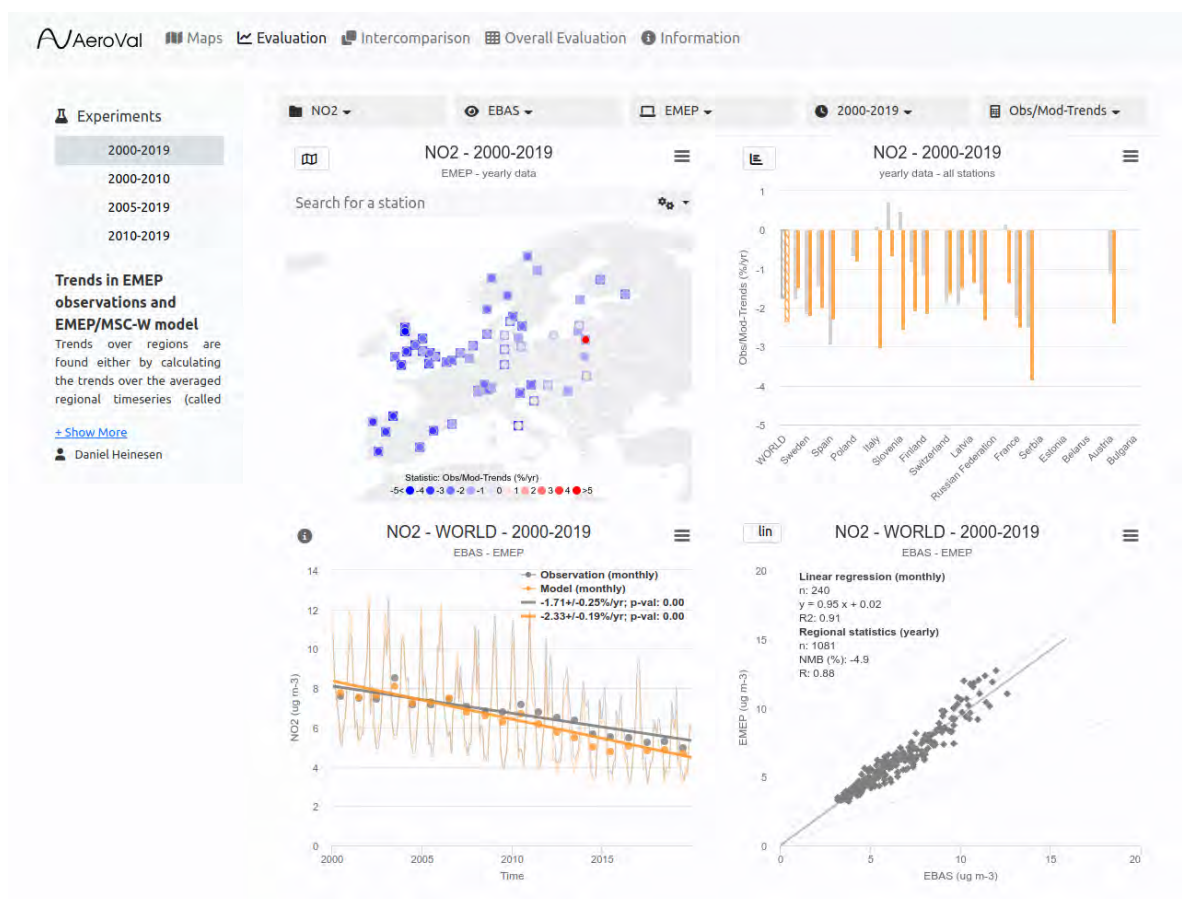 AeroVal Maps Evaluation Intercomparison Overall Evaluation Information
Experiments
2000-2019
2000-2010
2005-2019
2010-2019
Trends in EMEP
observations and
EMEP/MSC-W model
Trends over regions are
found either by calculating
the trends over the averaged
regional timeseries (called
+ Show More
Daniel Heinesen
NO2 EBAS EMEP 2000-2019 Obs/Mod-Trends
NO2 - 2000-2019
EMEP - yearly data
Search for a station
Statistic: Obs/Mod-Trends (%/yr)
-5< -4 -3 -2 -1 0 1 2 3 4 >5
NO2 - 2000-2019
yearly data - all stations
Obs/Mod-Trends (%/yr)
1
0
-1
-2
-3
-4
-5
WORLD Sweden Spain Poland Italy Slovenia Finland Switzerland Latvia Russian Federation France Serbia Estonia Belarus Austria Bulgaria
NO2 - WORLD - 2000-2019
EBAS - EMEP
Observation (monthly)
Model (monthly)
-1.71+/-0.25%/yr; p-val: 0.00
-2.33+/-0.19%/yr; p-val: 0.00
NO2 (ug m-3)
14
12
10
8
6
4
2
0
2000 2005 2010 2015
Time
lin
NO2 - WORLD - 2000-2019
EBAS - EMEP
Linear regression (monthly)
n: 240
y = 0.95 x + 0.02
R2: 0.91
Regional statistics (yearly)
n: 1081
NMB (%): -4.9
R: 0.88
EMEP (ug m-3)
20
15
10
5
0
0 5 10 15 20
EBAS (ug m-3)